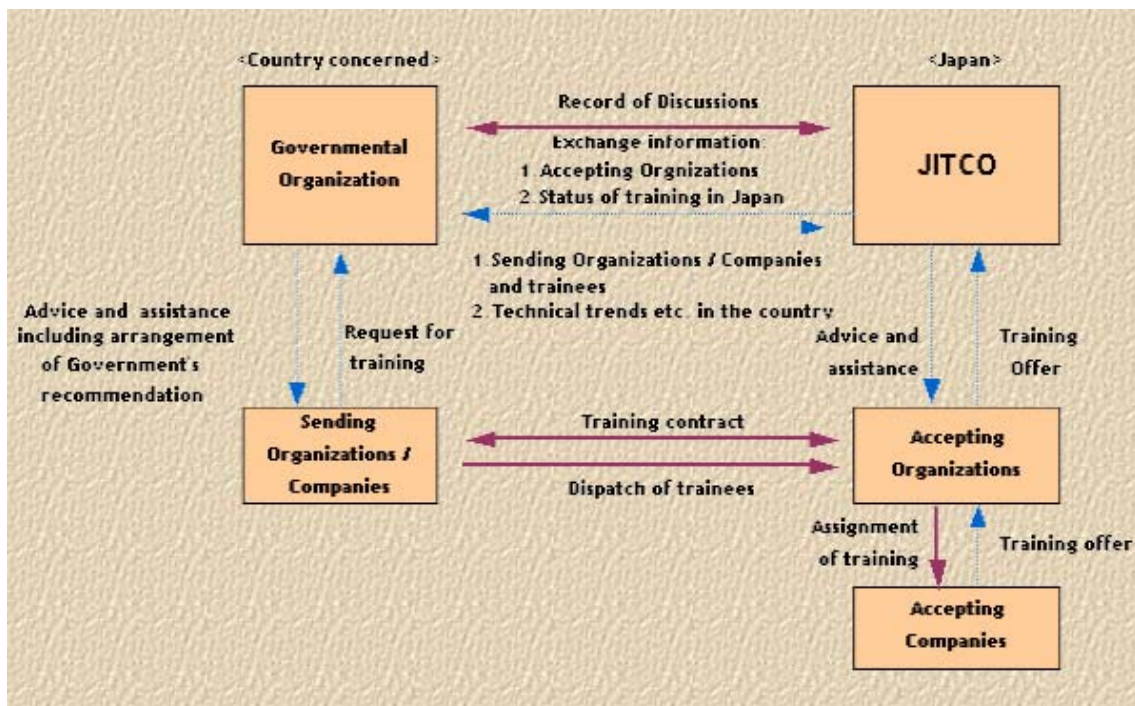 <Country concerned>
<Japan>
Governmental
Organization
Record of Discussions
Exchange information
1 Accepting Orgnizations
2. Status of training in Japan
JITCO
1 Sending Organizations / Companies
and trainees
2 Technical trends etc. in the country
Advice and assistance
including arrangement
of Government's
recommendation
Request for
training
Advice and
assistance
Training
Offer
Sending
Organizations /
Companies
Training contract
Dispatch of trainees
Accepting
Organizations
Assignment
of training
Training offer
Accepting
Companies